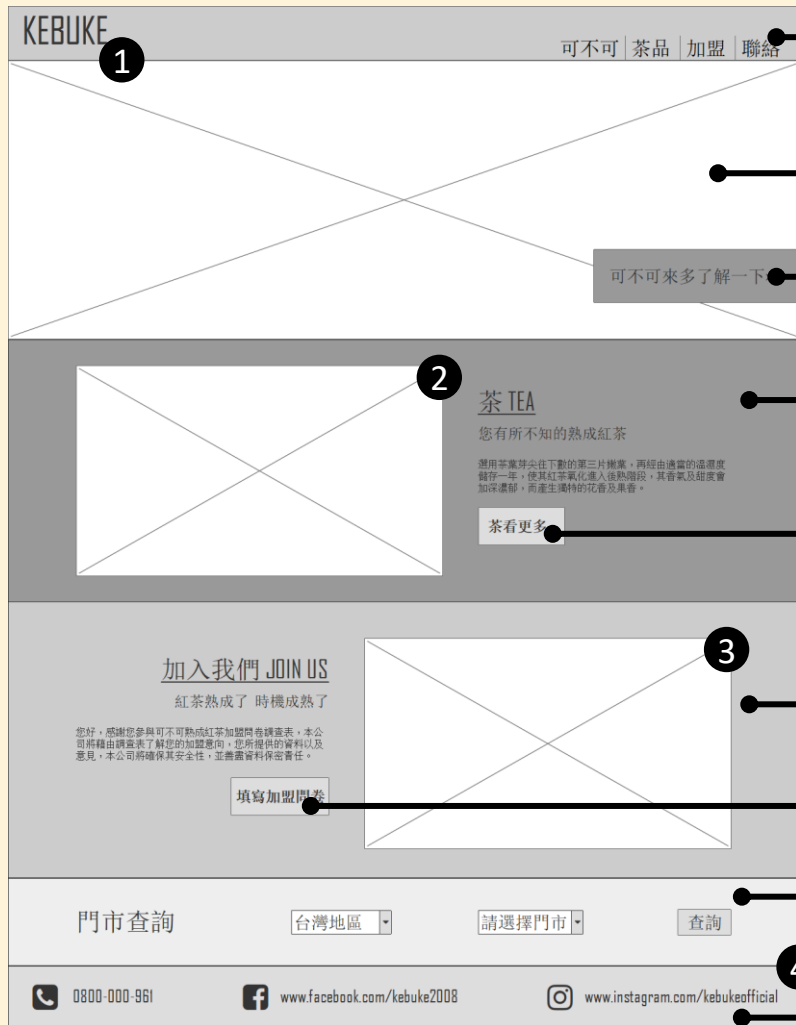 KEBUKE
1
可不可 茶品 加盟 聯絡
可不可來多了解一下
2
茶 TEA
您有所不知的熟成紅茶
選用茶葉芽尖往下數的第三片嫩葉，再經由適當的溫濕度
儲存一年，使其紅茶氧化進入後熟階段，其香氣及甜度會
加深濃郁，而產生獨特的花香及果香。
茶看更多
3
加入我們 JOIN US
紅茶熟成了 時機成熟了
您好，感謝您參與可不可熟成紅茶加盟問卷調查表，本公
司將藉由調查表了解您的加盟意向，您所提供的資料以及
意見，本公司將確保其安全性，並善盡資料保密責任。
填寫加盟問卷
門市查詢 台灣地區 請選擇門市 查詢
4
0800-000-961 www.facebook.com/kebuke2008 www.instagram.com/kebukeofficial